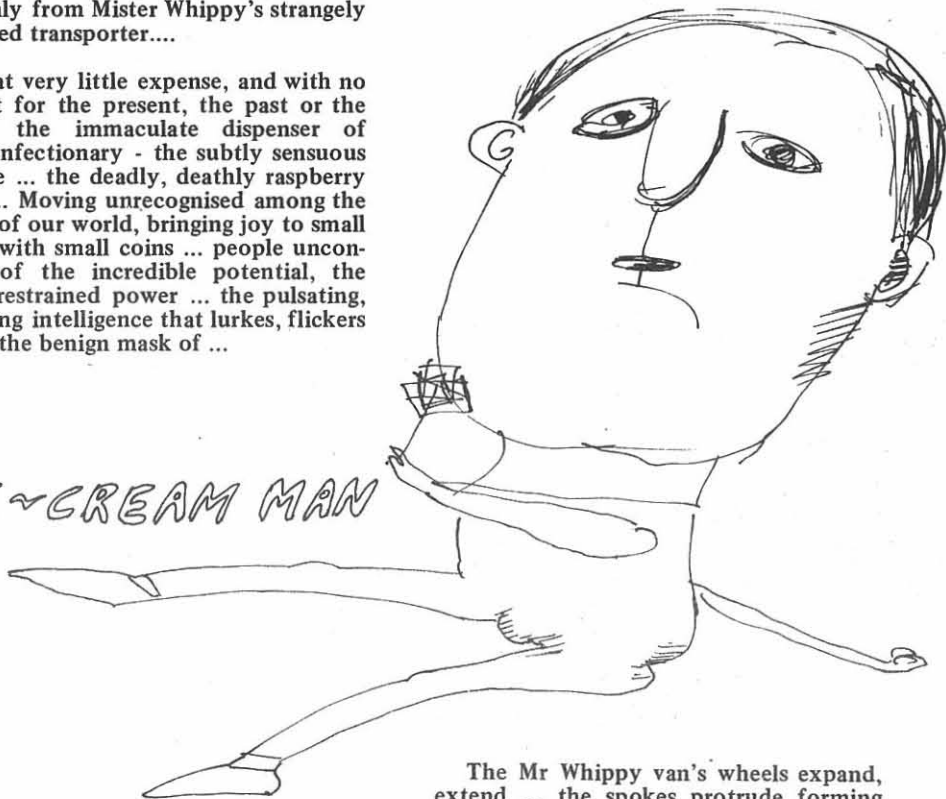 from Mister Whippy's strangely
transporter....
at very little expense, and with no
for the present, the past or the
the immaculate dispenser of
- the subtly sensuous
... the deadly, deathly raspberry
Moving unrecognised among the
of our world, bringing joy to small
with small coins ... people uncon-
of the incredible potential, the
restrained power ... the pulsating,
intelligence that lurkes, flickers
the benign mask of ...
~CREAM MAN
The Mr Whippy van's wheels expand,
extend ... the spokes protrude forming